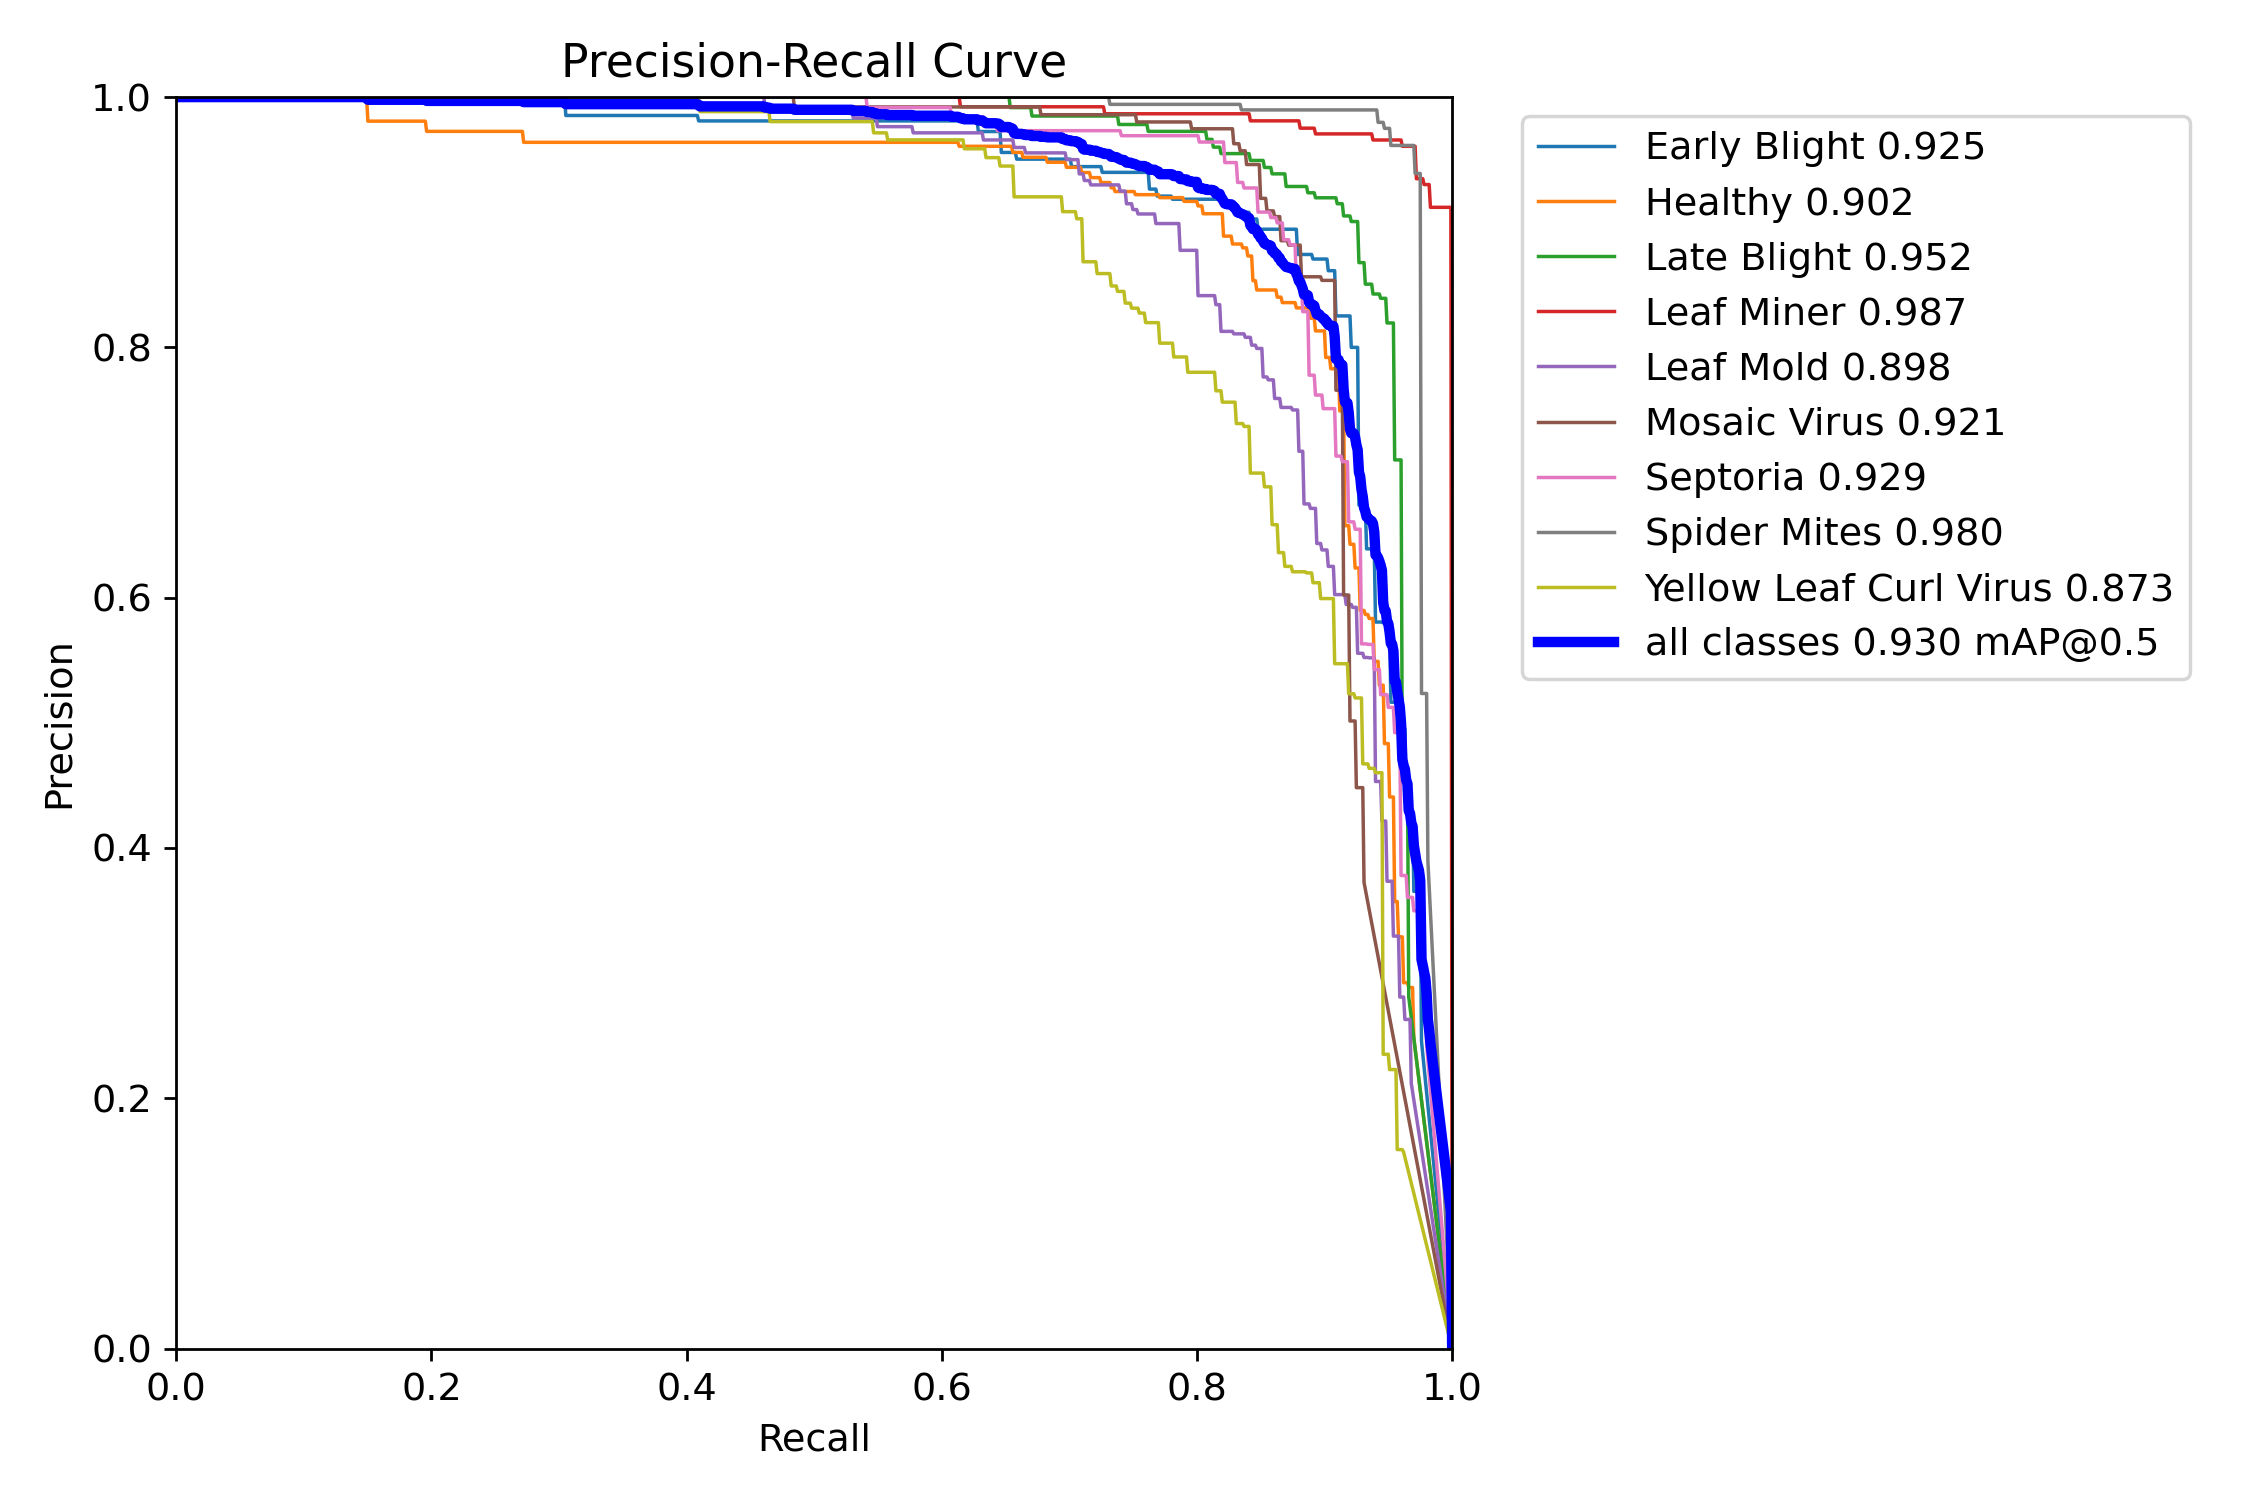 Precision-Recall Curve
1.0
0.8
0.6
0.4
0.2
0.0
Precision
0.0 0.2 0.4 0.6 0.8 1.0
Recall
Early Blight 0.925
Healthy 0.902
Late Blight 0.952
Leaf Miner 0.987
Leaf Mold 0.898
Mosaic Virus 0.921
Septoria 0.929
Spider Mites 0.980
Yellow Leaf Curl Virus 0.873
all classes 0.930 mAP@0.5